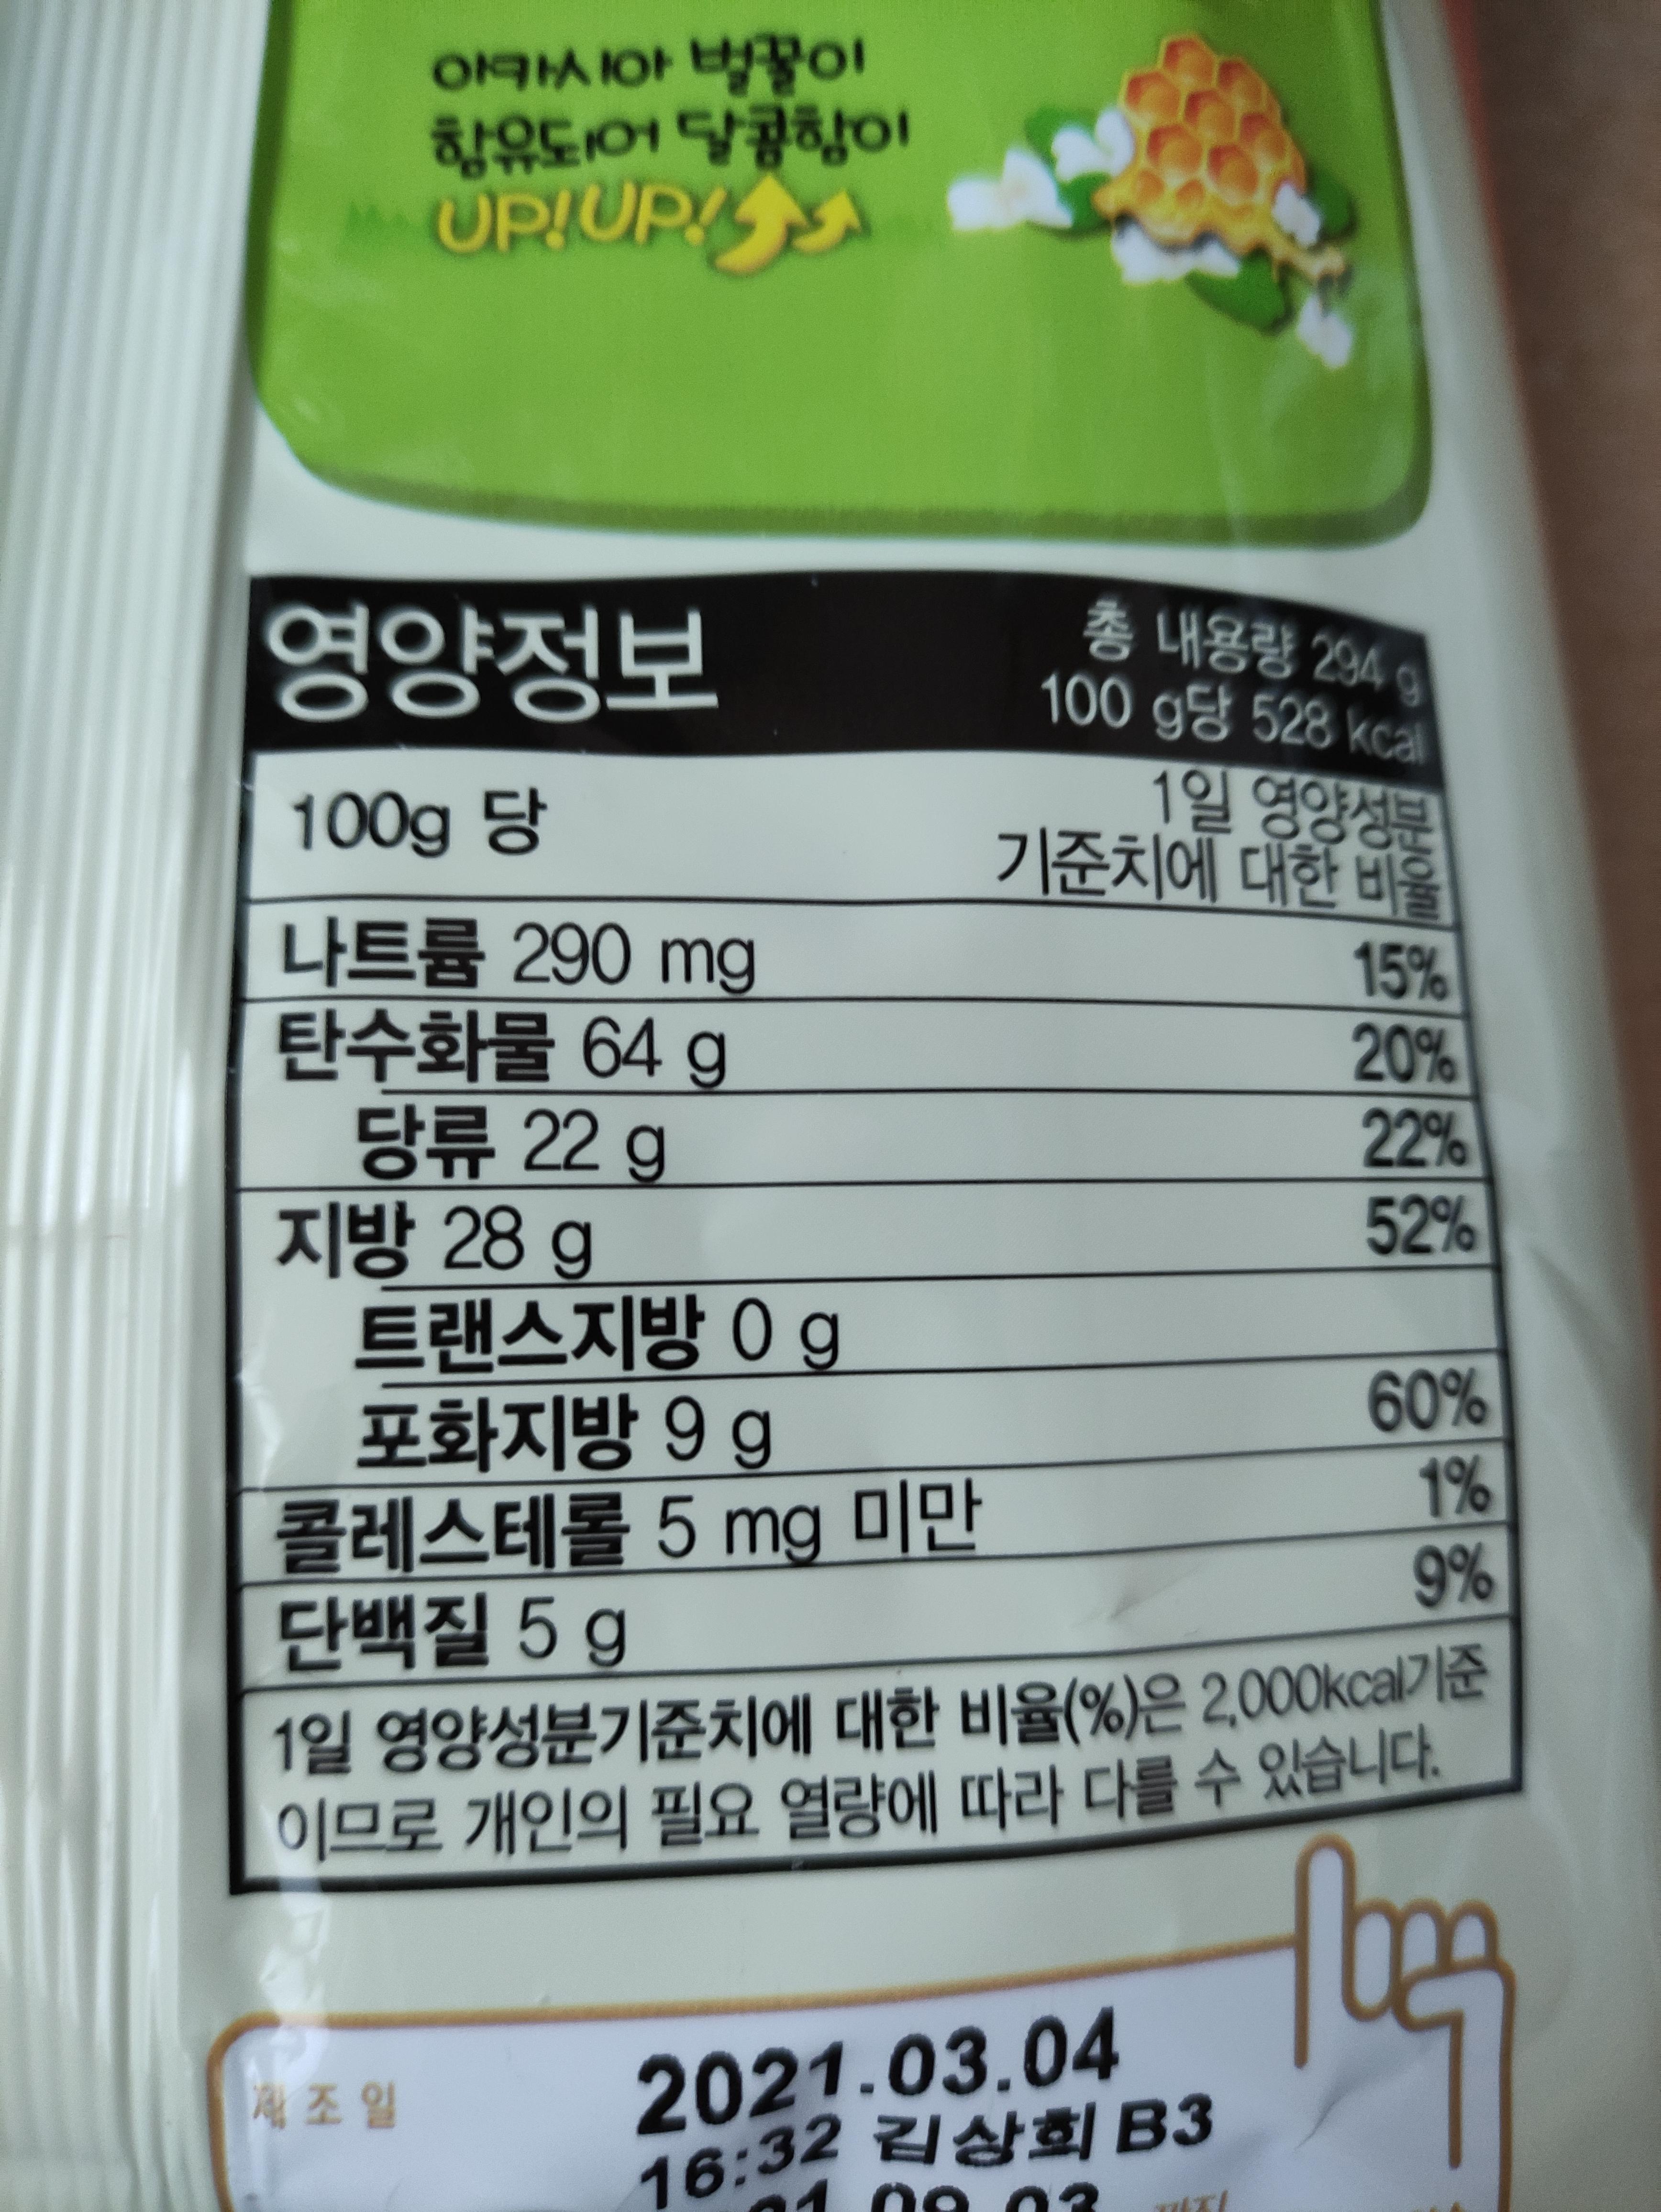 아카시아 벌꿀이
함유되어 달콤함이
UP!UP!
영양정보
총 내용량 294 g
100 g당 528 kcal
100g 당
1일 영양성분
기준치에 대한 비율
나트륨 290 mg 15%
탄수화물 64 g 20%
당류 22 g 22%
지방 28 g 52%
트랜스지방 0 g
포화지방 9 g 60%
콜레스테롤 5 mg 미만 1%
단백질 5 g 9%
1일 영양성분기준치에 대한 비율(%)은 2,000kcal기준
이므로 개인의 필요 열량에 따라 다를 수 있습니다.
제조일 2021.03.04
16:32 김상회 B3
09.03 까지